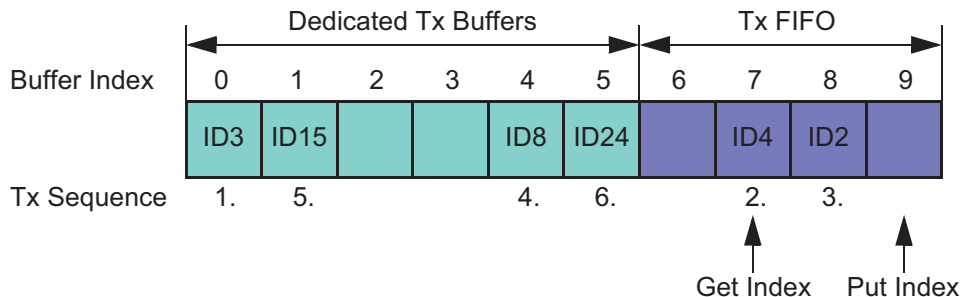 Dedicated Tx Buffers Tx FIFO
Buffer Index 0 1 2 3 4 5 6 7 8 9
ID3 ID15 ID8 ID24 ID4 ID2
Tx Sequence 1. 5. 4. 6. 2. 3.
Get Index Put Index